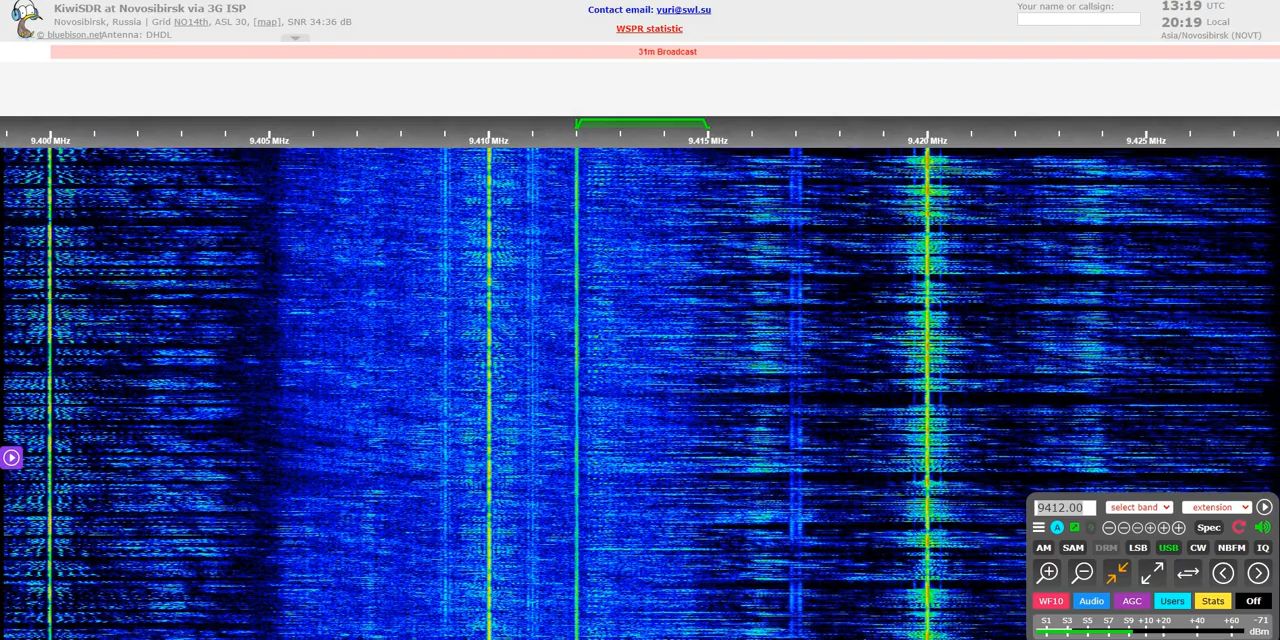 KiwiSDR at Novosibirsk via 3G ISP
Novosibirsk, Russia | Grid NO14th, ASL 30, [map], SNR 34:36 dB
© bluebison.net Antenna: DHDL
Contact email: yuri@swl.su
WSPR statistic
Your name or callsign:
13:19 UTC
20:19 Local
Asia/Novosibirsk (NOVT)
31m Broadcast
9.400 MHz 9.405 MHz 9.410 MHz 9.415 MHz 9.420 MHz 9.425 MHz
9412.00 select band extension
A Spec
AM SAM DRM LSB USB CW NBFM IQ
WF10 Audio AGC Users Stats Off
S1 S3 S5 S7 S9 +10 +20 +40 +60 -71
dBm